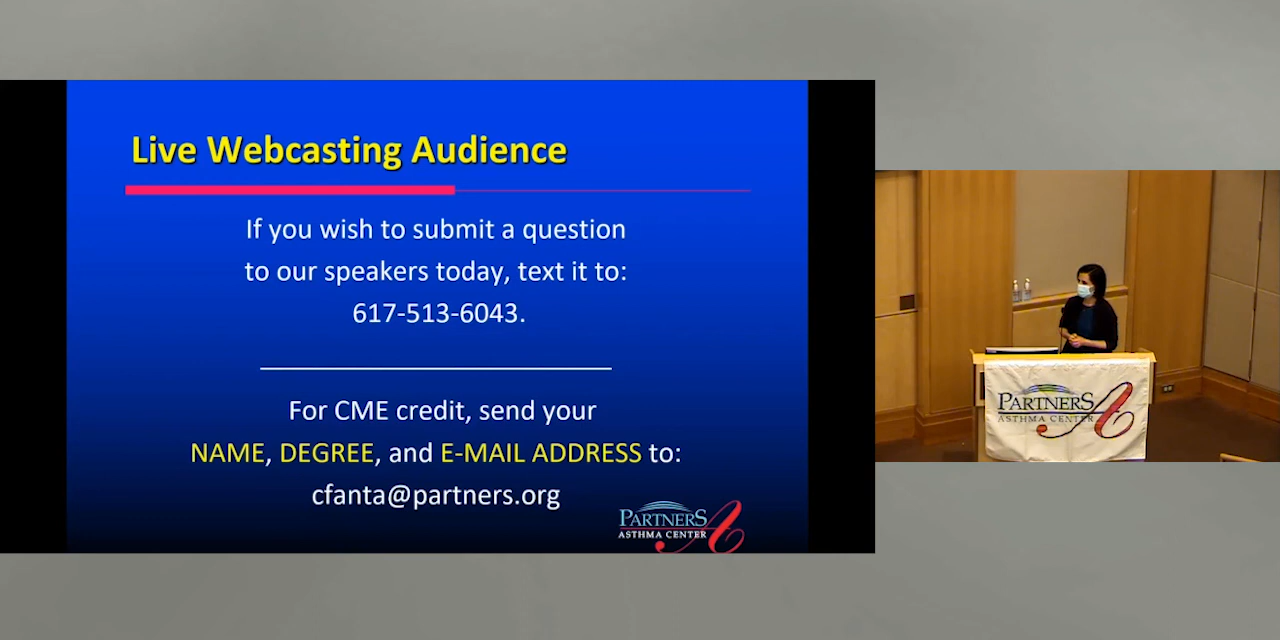 Live Webcasting Audience
If you wish to submit a question
to our speakers today, text it to:
617-513-6043.
For CME credit, send your
NAME, DEGREE, and E-MAIL ADDRESS to:
cfanta@partners.org
PARTNERS
ASTHMA CENTER
PARTNERS
ASTHMA CENTER